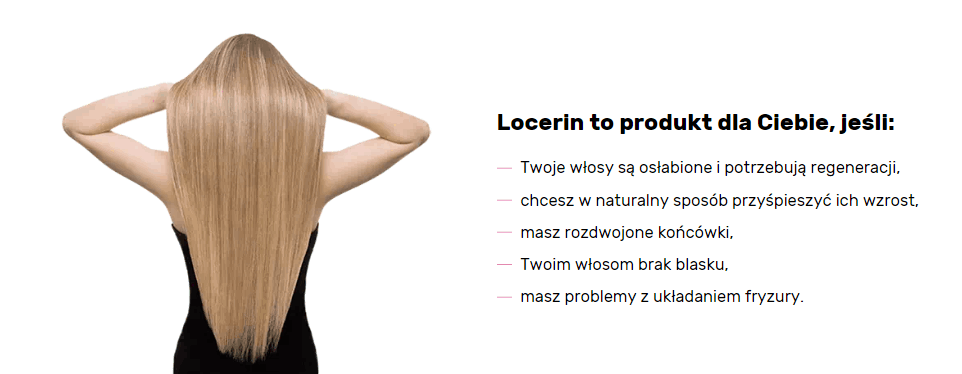 Locerin to produkt dla Ciebie, jeśli:
— Twoje włosy są osłabione i potrzebują regeneracji,
— chcesz w naturalny sposób przyśpieszyć ich wzrost,
— masz rozdwojone końcówki,
— Twoim włosom brak blasku,
— masz problemy z układaniem fryzury.